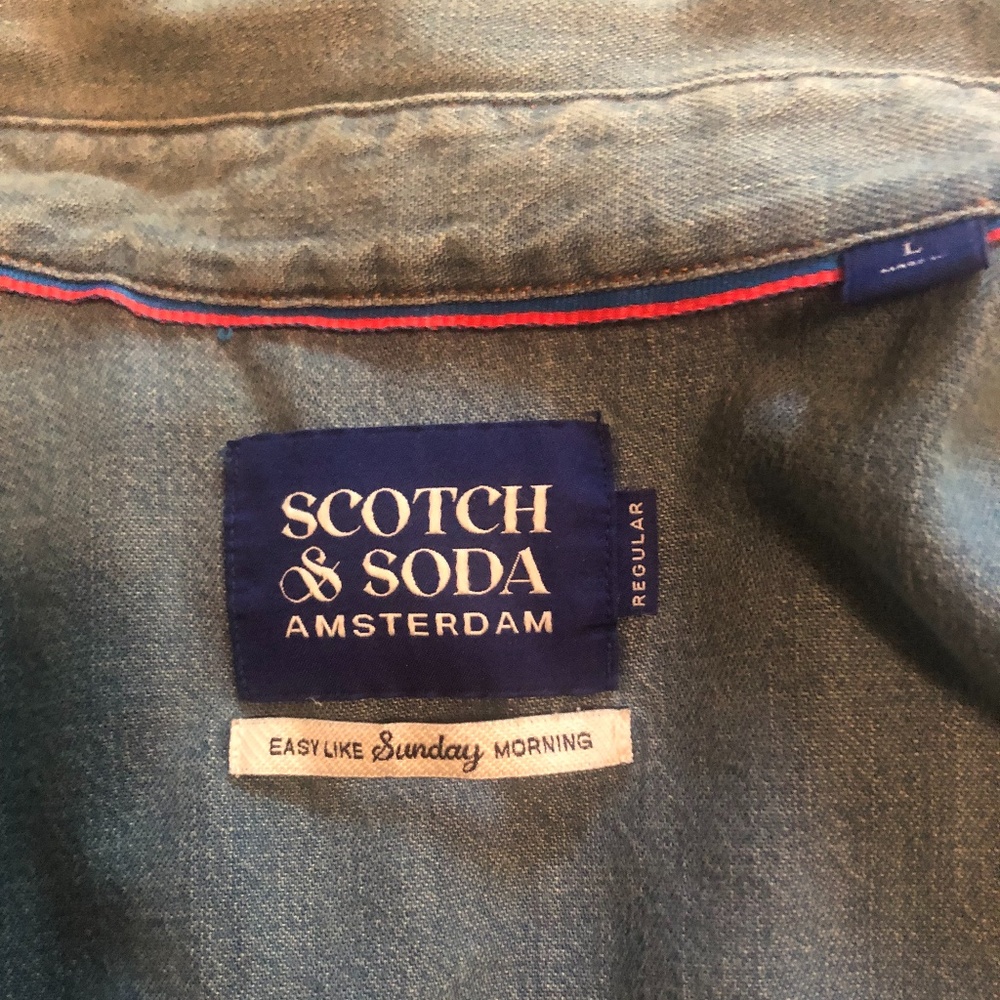 L
SCOTCH
& SODA
AMSTERDAM
REGULAR
EASY LIKE Sunday MORNING